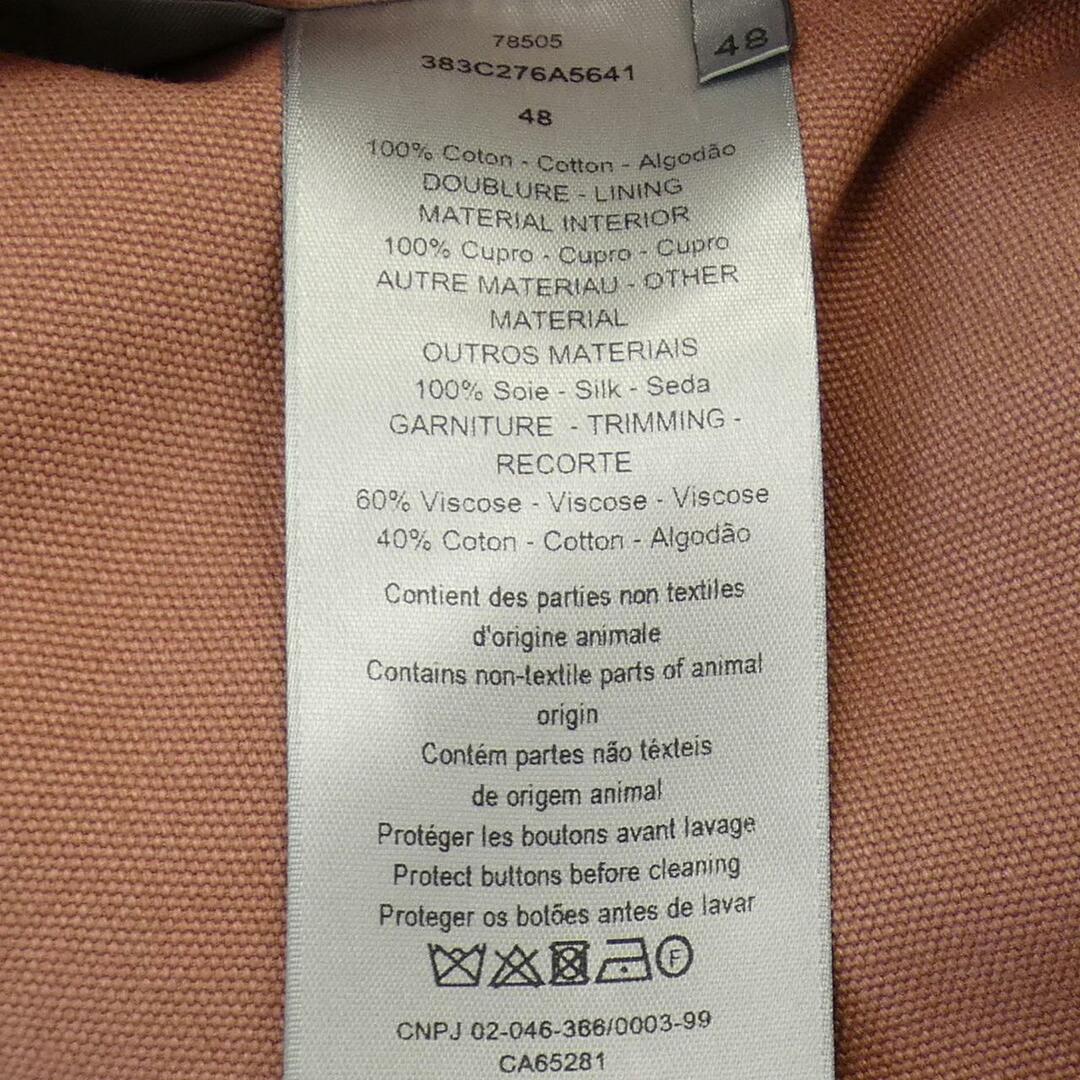 78505
383C276A5641
48
48
100% Coton - Cotton - Algodão
DOUBLURE - LINING
MATERIAL INTERIOR
100% Cupro - Cupro - Cupro
AUTRE MATERIAU - OTHER
MATERIAL
OUTROS MATERIAIS
100% Soie - Silk - Seda
GARNITURE - TRIMMING -
RECORTE
60% Viscose - Viscose - Viscose
40% Coton - Cotton - Algodão
Contient des parties non textiles
d'origine animale
Contains non-textile parts of animal
origin
Contém partes não têxteis
de origem animal
Protéger les boutons avant lavage
Protect buttons before cleaning
Proteger os botões antes de lavar
F
CNPJ 02-046-366/0003-99
CA65281